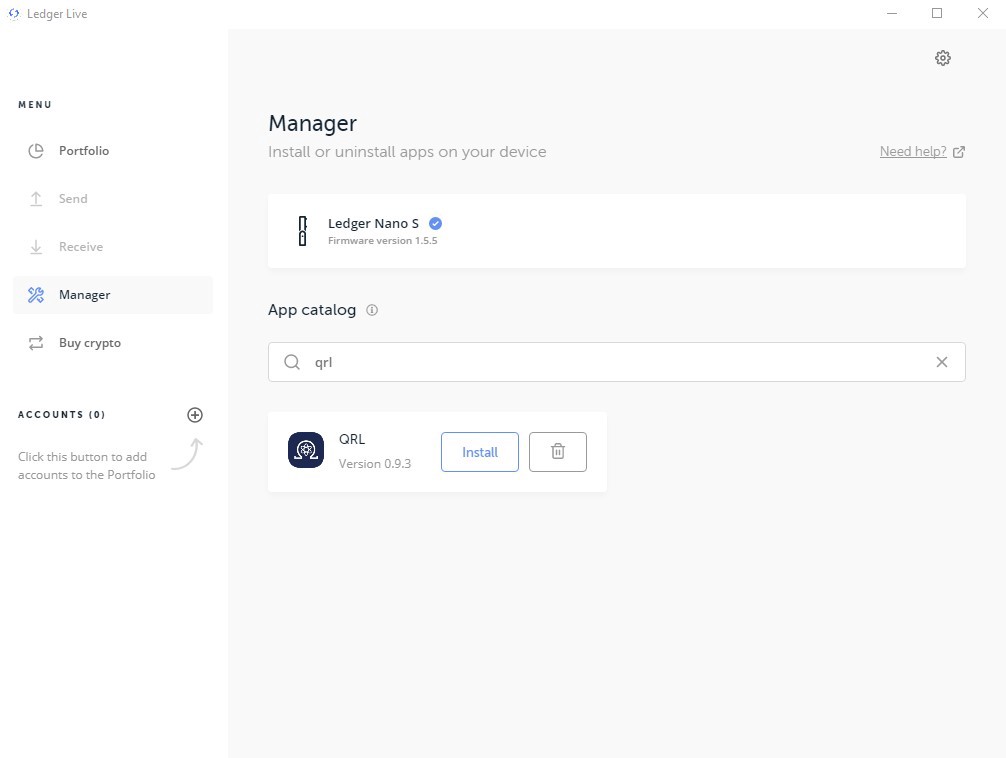 Ledger Live
MENU
Portfolio
Send
Receive
Manager
Buy crypto
ACCOUNTS (0)
Click this button to add
accounts to the Portfolio
Manager
Install or uninstall apps on your device
Need help?
Ledger Nano S
Firmware version 1.5.5
App catalog
qrl
QRL
Version 0.9.3
Install